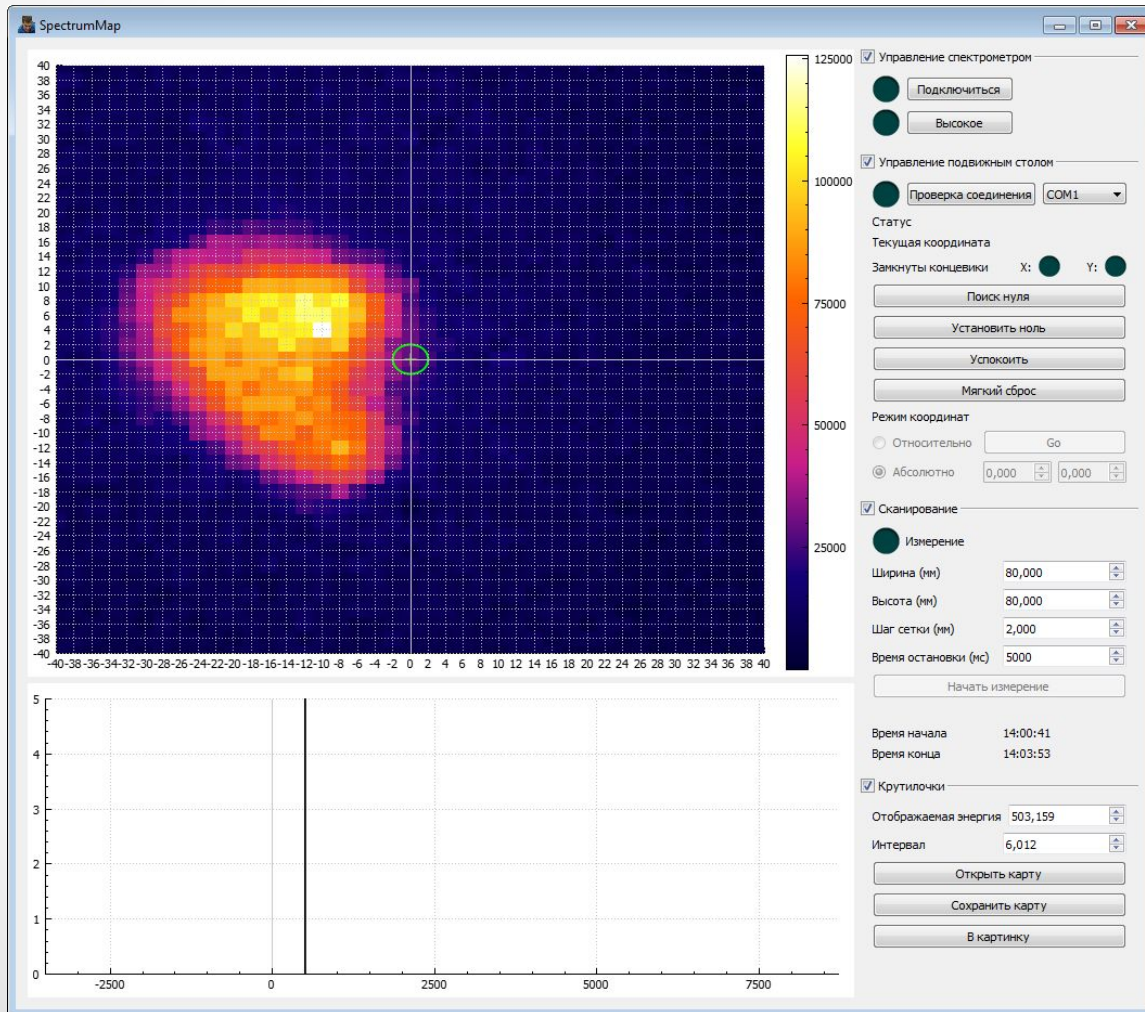 SpectrumMap
40
38
36
34
32
30
28
26
24
22
20
18
16
14
12
10
8
6
4
2
0
-2
-4
-6
-8
-10
-12
-14
-16
-18
-20
-22
-24
-26
-28
-30
-32
-34
-36
-38
-40
-40-38-36-34-32-30-28-26-24-22-20-18-16-14-12-10 -8 -6 -4 -2 0 2 4 6 8 10 12 14 16 18 20 22 24 26 28 30 32 34 36 38 40
125000
100000
75000
50000
25000
5
4
3
2
1
0
-2500 0 2500 5000 7500
Управление спектрометром
Подключиться
Высокое
Управление подвижным столом
Проверка соединения COM1
Статус
Текущая координата
Замкнуты концевики X: Y:
Поиск нуля
Установить ноль
Успокоить
Мягкий сброс
Режим координат
Относительно Go
Абсолютно 0,000 0,000
Сканирование
Измерение
Ширина (мм) 80,000
Высота (мм) 80,000
Шаг сетки (мм) 2,000
Время остановки (мс) 5000
Начать измерение
Время начала 14:00:41
Время конца 14:03:53
Крутилочки
Отображаемая энергия 503,159
Интервал 6,012
Открыть карту
Сохранить карту
В картинку